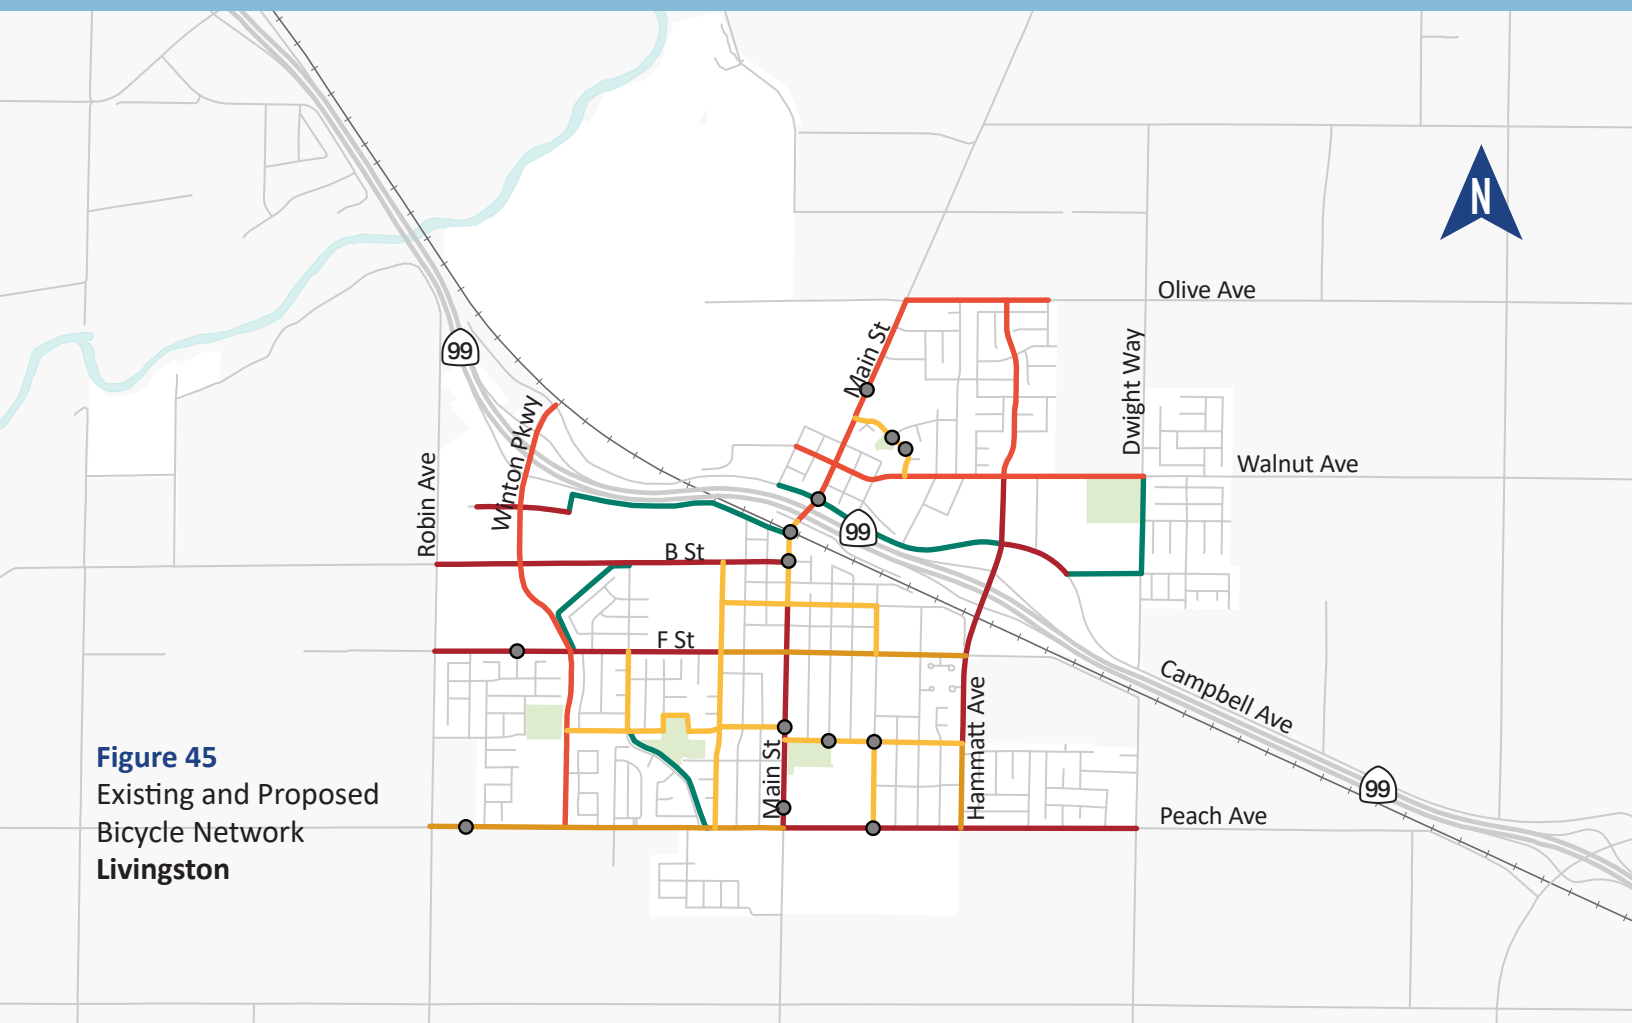 N
Olive Ave
Main St
Dwight Way
99
Winton Pkwy
Robin Ave
Walnut Ave
99
B St
F St
Campbell Ave
Hammatt Ave
Main St
99
Peach Ave
Figure 45
Existing and Proposed
Bicycle Network
Livingston